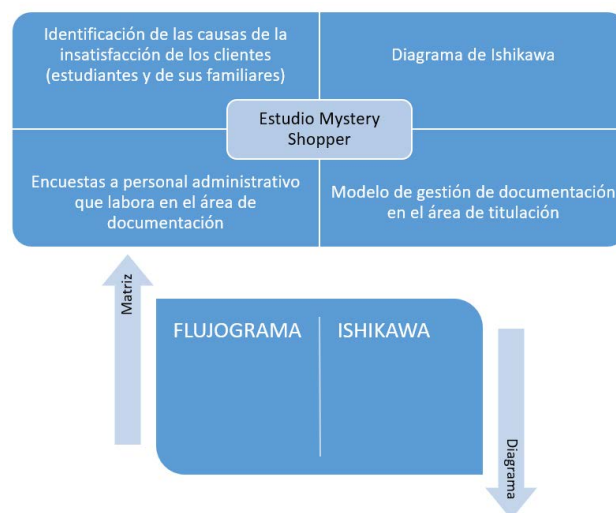 Identificación de las causas de la
insatisfacción de los clientes
(estudiantes y de sus familiares)
Diagrama de Ishikawa
Estudio Mystery
Shopper
Encuestas a personal administrativo
que labora en el área de
documentación
Modelo de gestión de documentación
en el área de titulación
Matriz
FLUJOGRAMA
ISHIKAWA
Diagrama